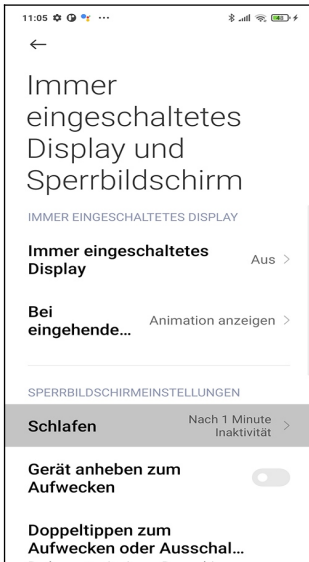 11:05
Immer
eingeschaltetes
Display und
Sperrbildschirm
IMMER EINGESCHALTETES DISPLAY
Immer eingeschaltetes
Display
Aus
Bei
eingehende...
Animation anzeigen
SPERRBILDSCHIRMEINSTELLUNGEN
Schlafen
Nach 1 Minute
Inaktivität
Gerät anheben zum
Aufwecken
Doppeltippen zum
Aufwecken oder Ausschal...